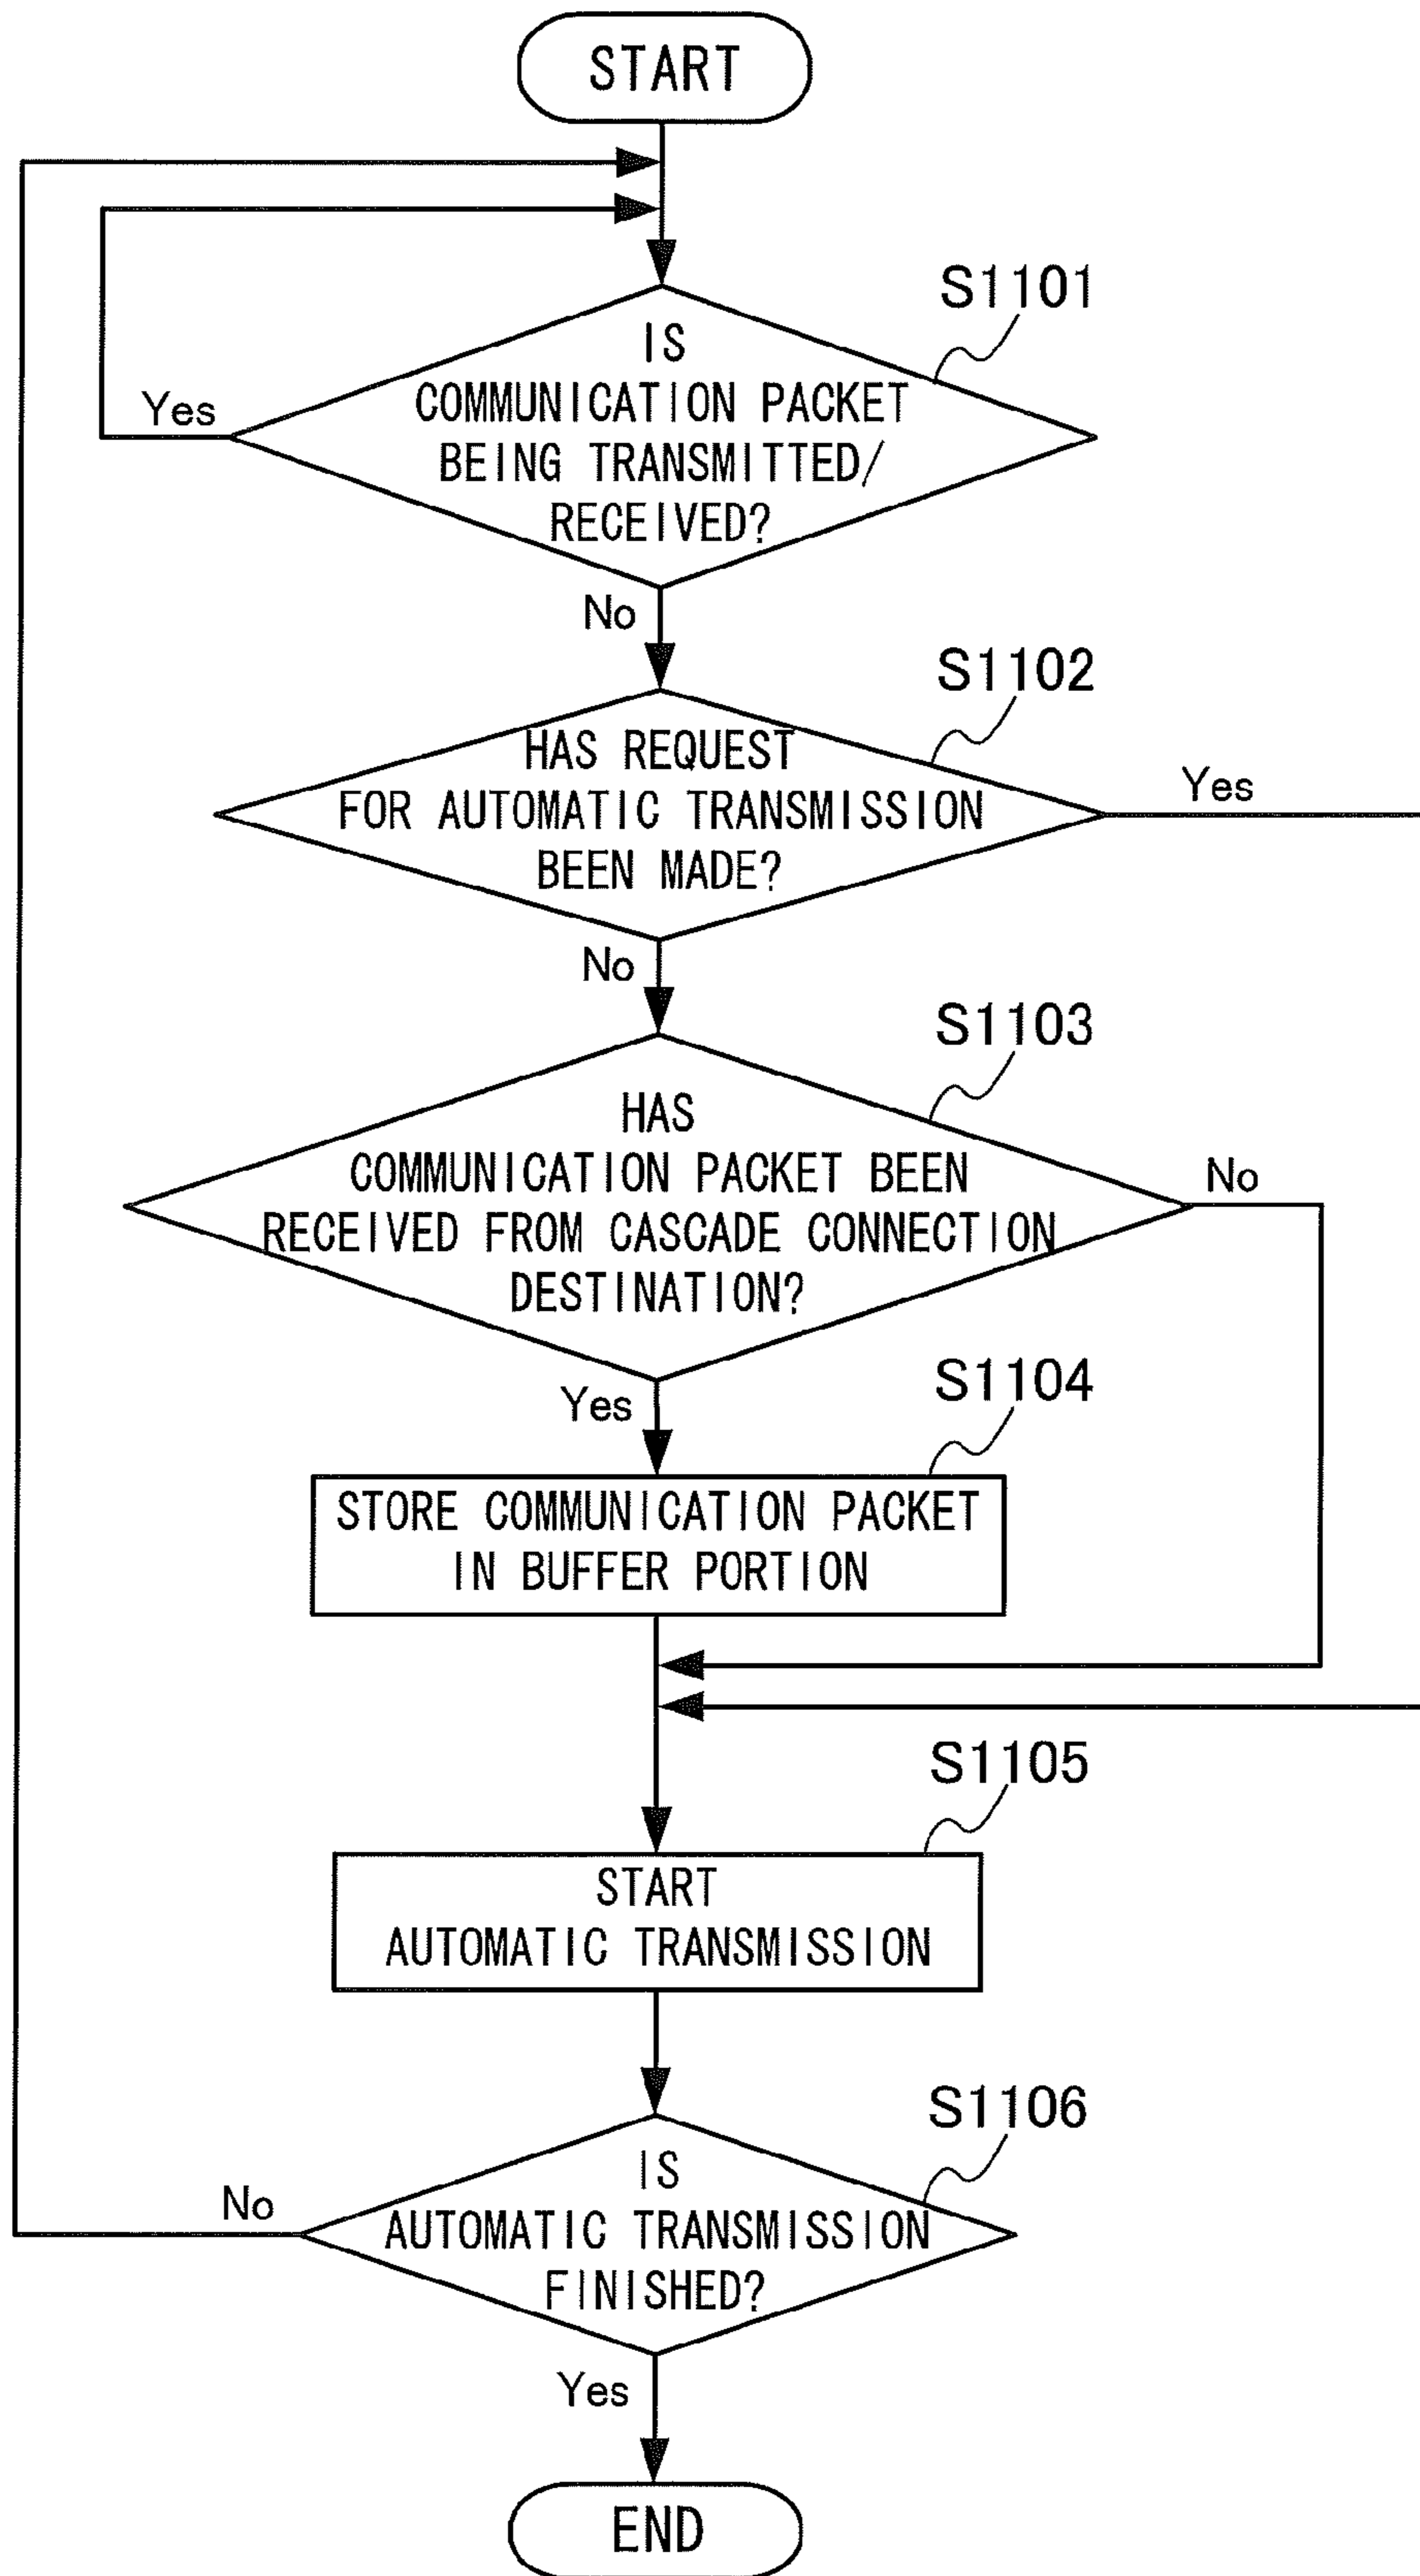 START
S1101
IS
COMMUNICATION PACKET
BEING TRANSMITTED/
RECEIVED?
Yes
No
S1102
HAS REQUEST
FOR AUTOMATIC TRANSMISSION
BEEN MADE?
Yes
No
S1103
HAS
COMMUNICATION PACKET BEEN
RECEIVED FROM CASCADE CONNECTION
DESTINATION?
No
Yes
S1104
STORE COMMUNICATION PACKET
IN BUFFER PORTION
S1105
START
AUTOMATIC TRANSMISSION
S1106
IS
AUTOMATIC TRANSMISSION
FINISHED?
No
Yes
END